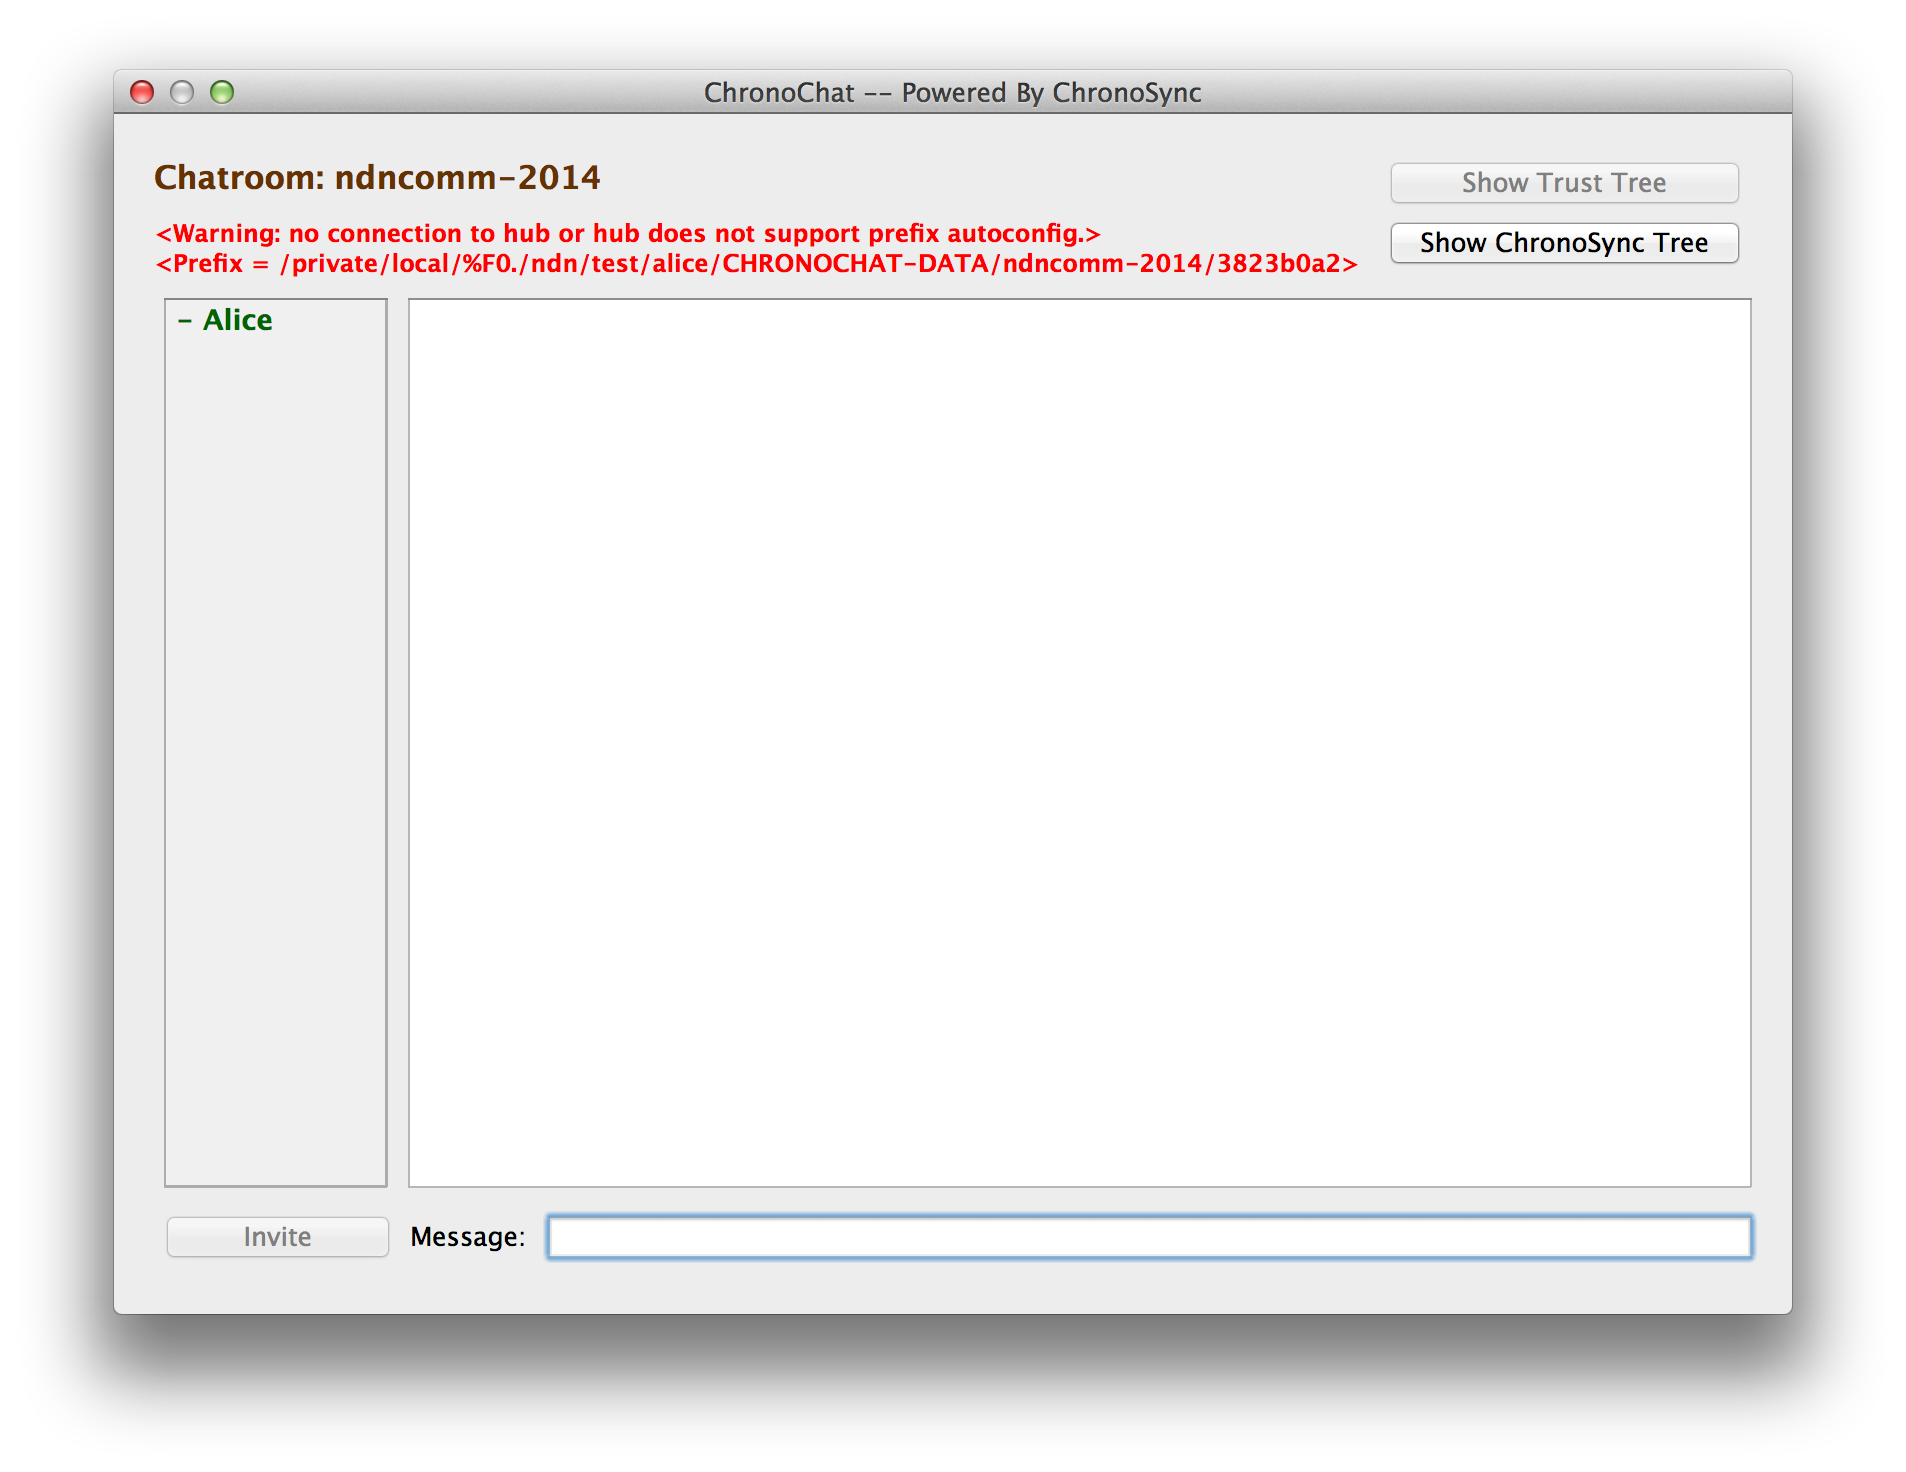 ChronoChat -- Powered By ChronoSync
Chatroom: ndncomm-2014
Show Trust Tree
<Warning: no connection to hub or hub does not support prefix autoconfig.>
<Prefix = /private/local/%F0./ndn/test/alice/CHRONOCHAT-DATA/ndncomm-2014/3823b0a2>
Show ChronoSync Tree
- Alice
Invite
Message: